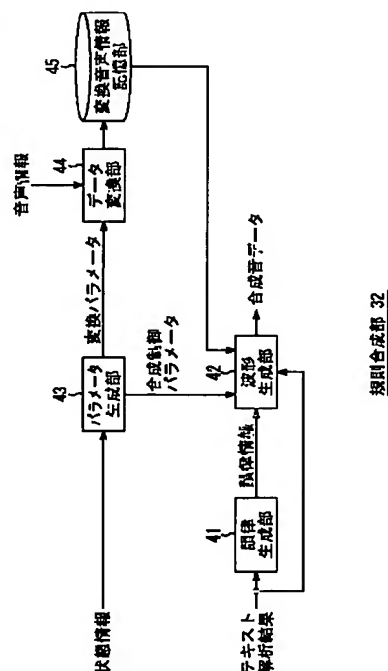 状態情報
43
パラメータ
生成部
変換パラメータ
合成制御
パラメータ
音声情報
44
データ
変換部
45
変換音声情報
記憶部
テキスト
解析結果
41
韻律
生成部
韻律情報
42
波形
生成部
合成音データ
規則合成部 32